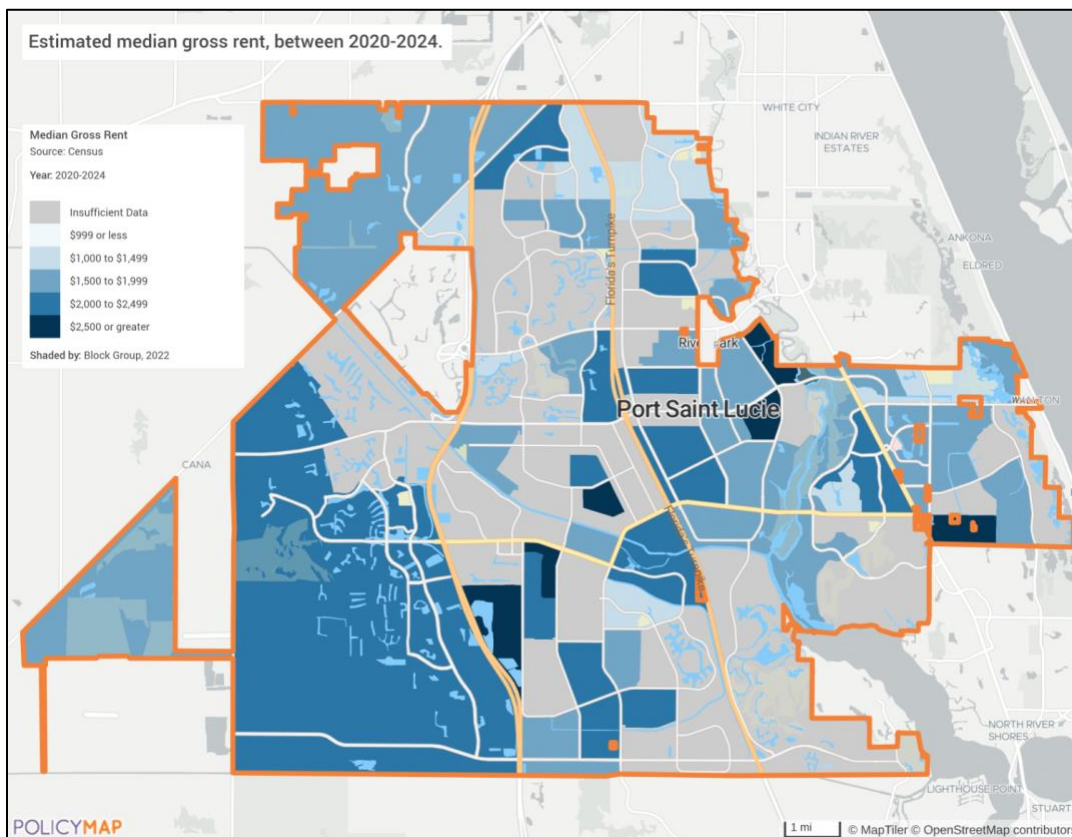 Estimated median gross rent, between 2020-2024.
Median Gross Rent
Source: Census
Year: 2020-2024
Insufficient Data
$999 or less
$1,000 to $1,499
$1,500 to $1,999
$2,000 to $2,499
$2,500 or greater
Shaded by: Block Group, 2022
WHITE CITY
INDIAN RIVER
ESTATES
ANKONA
ELDRED
Florida's Turnpike
Port Saint Lucie
CANA
NORTH RIVER
SHORES
LIGHTHOUSE POINT
STUART
POLICYMAP
1 mi
© MapTiler © OpenStreetMap contributor